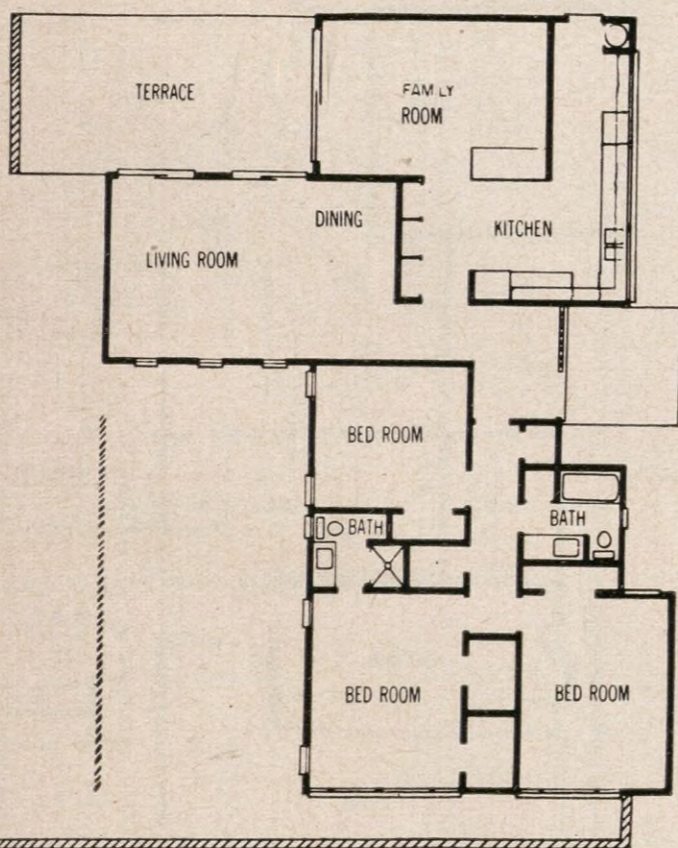 TERRACE
FAMILY
ROOM
DINING
KITCHEN
LIVING ROOM
BED ROOM
BATH
BATH
BED ROOM
BED ROOM